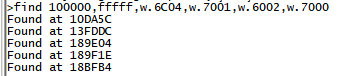 >find 100000,fffff,w.6C04,w.7001,w.6002,w.7000
Found at 10DA5C
Found at 13FDDC
Found at 189E04
Found at 189F1E
Found at 18BFB4